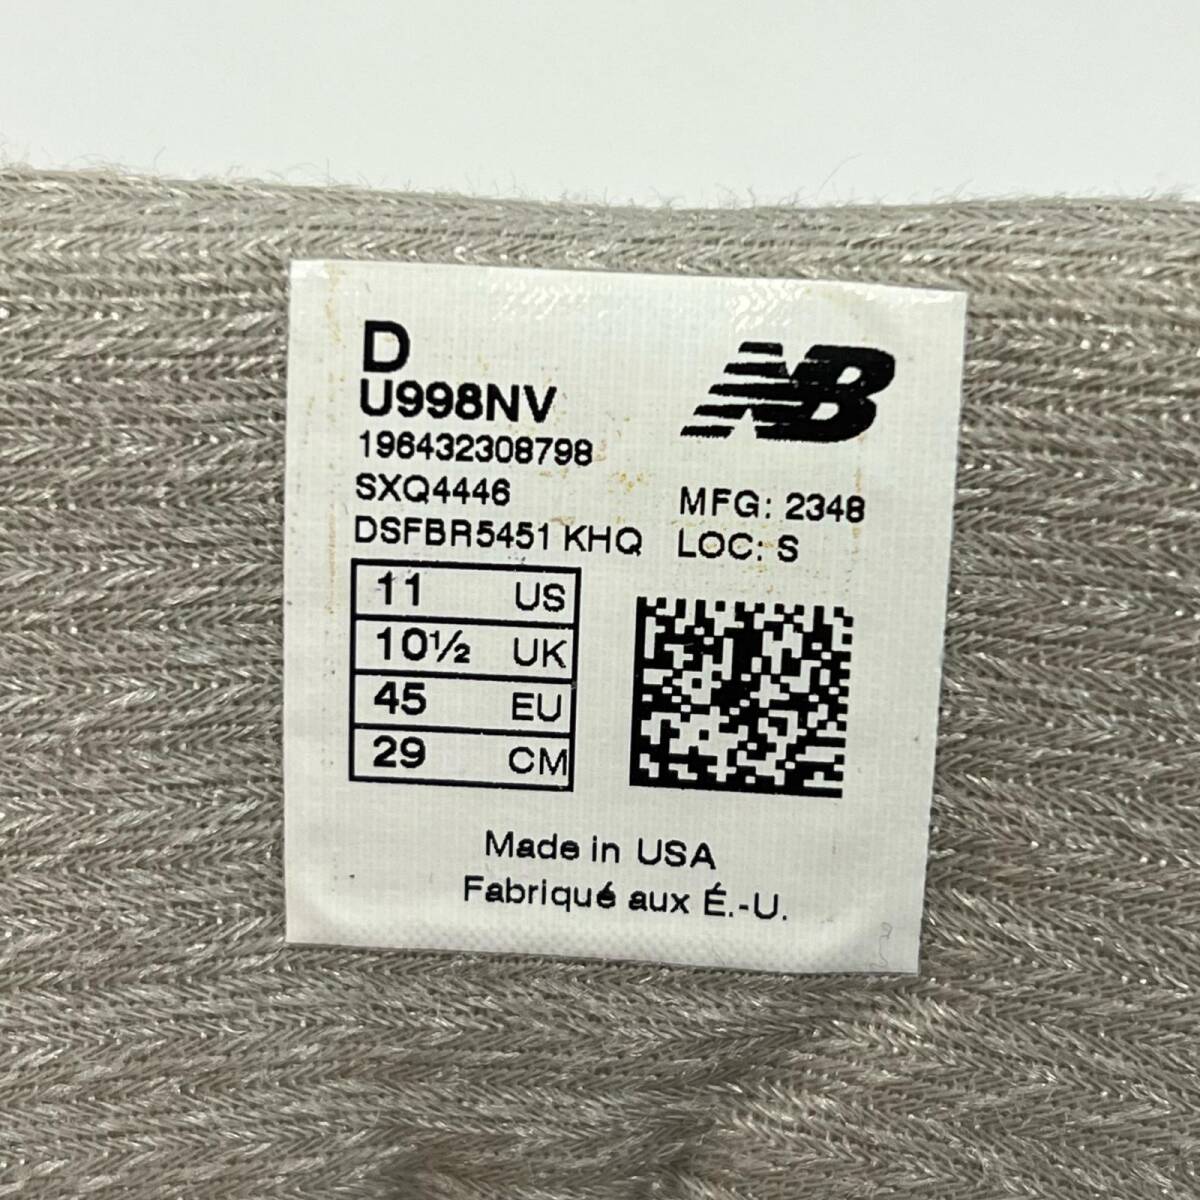 D
U998NV
196432308798
SXQ4446
DSFBR5451 KHQ
NB
MFG: 2348
LOC: S
11 US
10½ UK
45 EU
29 CM
Made in USA
Fabriqué aux É.-U.